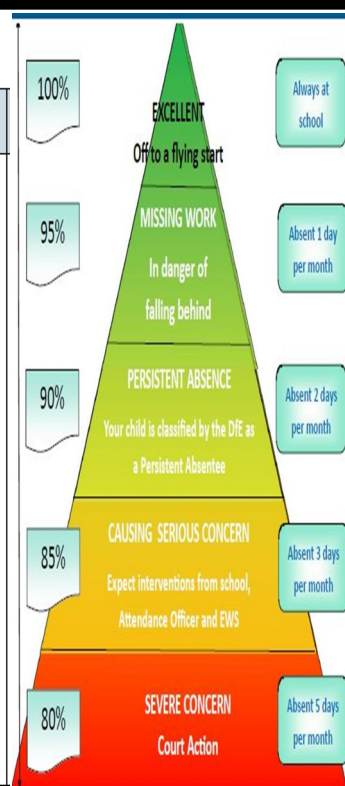 100%
EXCELLENT
Off to a flying start
Always at
school
95%
MISSING WORK
In danger of
falling behind
Absent 1 day
per month
90%
PERSISTENT ABSENCE
Your child is classified by the DfE as
a Persistent Absentee
Absent 2 days
per month
85%
CAUSING SERIOUS CONCERN
Expect interventions from school,
Attendance Officer and EWS
Absent 3 days
per month
80%
SEVERE CONCERN
Court Action
Absent 5 days
per month